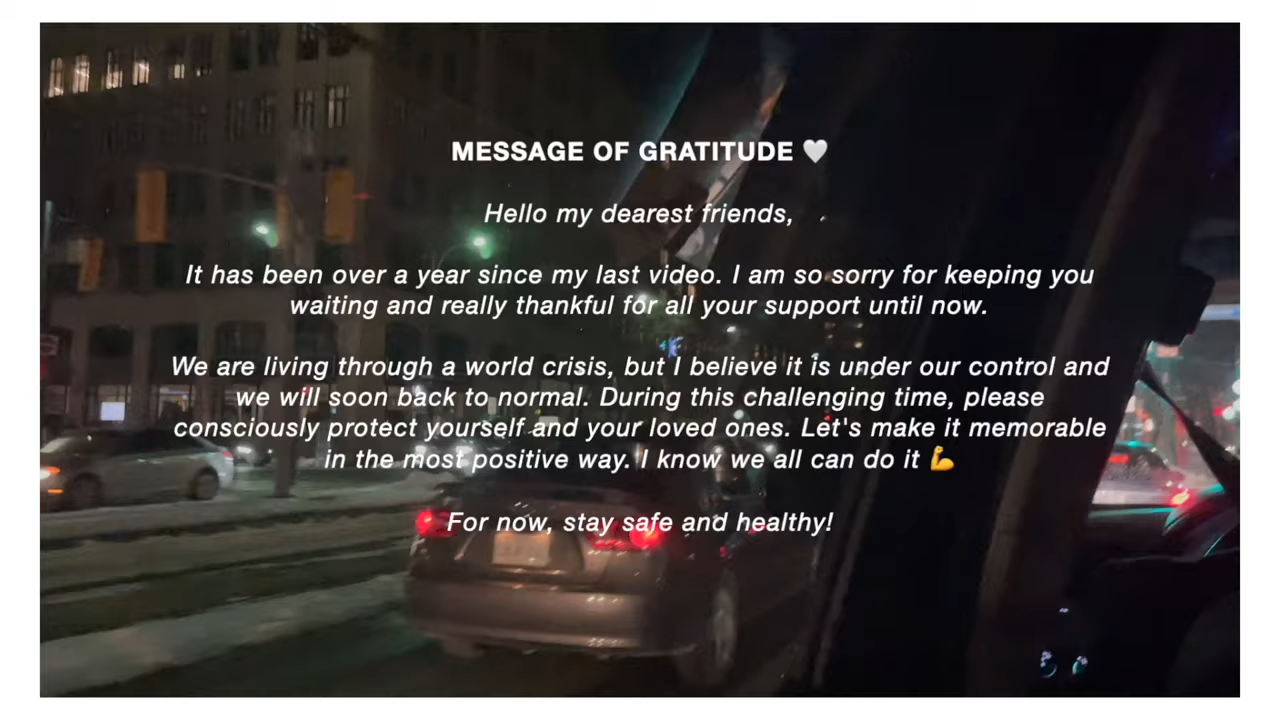 MESSAGE OF GRATITUDE 🤍
Hello my dearest friends,
It has been over a year since my last video. I am so sorry for keeping you
waiting and really thankful for all your support until now.
We are living through a world crisis, but I believe it is under our control and
we will soon back to normal. During this challenging time, please
consciously protect yourself and your loved ones. Let's make it memorable
in the most positive way. I know we all can do it 💪
For now, stay safe and healthy!